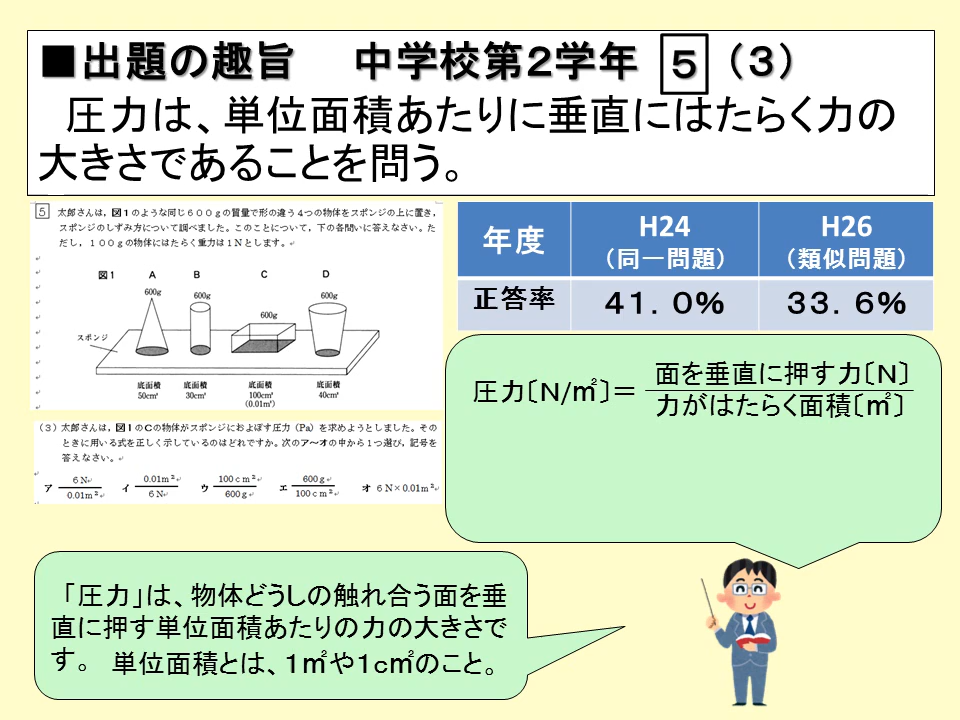 ■出題の趣旨　中学校第２学年 ５（３）
圧力は、単位面積あたりに垂直にはたらく力の
大きさであることを問う。
５ 太郎さんは，図１のような同じ６００ｇの質量で形の違う４つの物体をスポンジの上に置き，
スポンジのしずみ方について調べました。このことについて，下の各問いに答えなさい。た
だし，１００ｇの物体にはたらく重力は１Ｎとします。
図１ A B C D
600g 600g 600g 600g
スポンジ
底面積 底面積 底面積 底面積
50cm² 30cm² 100cm² 40cm²
(0.01m²)
（３）太郎さんは，図１のＣの物体がスポンジにおよぼす圧力（Pa）を求めようとしました。その
ときに用いる式を正しく示しているのはどれですか。次のア〜オの中から１つ選び，記号を
答えなさい。
ア 6N/0.01m² イ 0.01m²/6N ウ 100cm²/600g エ 600g/100cm² オ 6N×0.01m²
年度 H24 H26
（同一問題） （類似問題）
正答率 ４１．０％ ３３．６％
圧力〔Ｎ/㎡〕＝ 面を垂直に押す力〔Ｎ〕
力がはたらく面積〔㎡〕
「圧力」は、物体どうしの触れ合う面を垂
直に押す単位面積あたりの力の大きさで
す。 単位面積とは、１㎡や１ｃ㎡のこと。